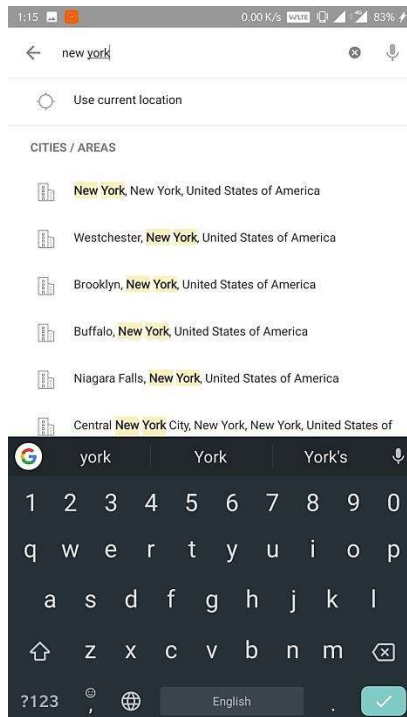 1:15 0.00 K/s VoLTE 83%
new york
Use current location
CITIES / AREAS
New York, New York, United States of America
Westchester, New York, United States of America
Brooklyn, New York, United States of America
Buffalo, New York, United States of America
Niagara Falls, New York, United States of America
Central New York City, New York, New York, United States of
G york York York's
1 2 3 4 5 6 7 8 9 0
q w e r t y u i o p
a s d f g h j k l
z x c v b n m
?123 , English .